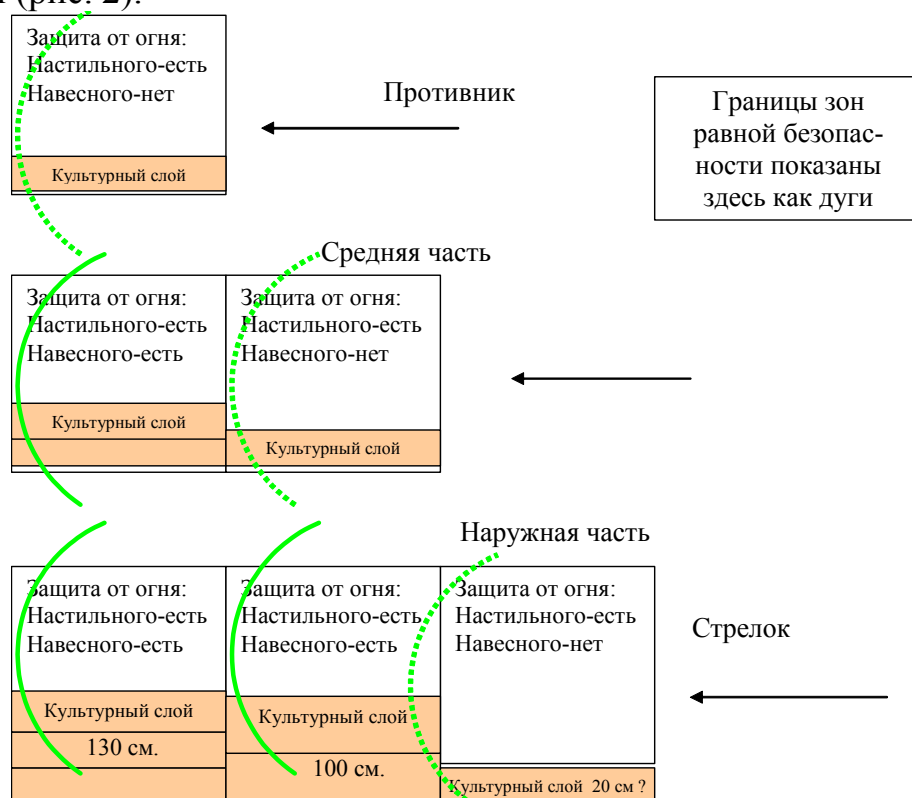 (рис. 2).
Защита от огня:
Настильного-есть
Навесного-нет
Культурный слой
Противник
Границы зон
равной безопас-
ности показаны
здесь как дуги
Средняя часть
Защита от огня:
Настильного-есть
Навесного-есть
Культурный слой
Защита от огня:
Настильного-есть
Навесного-нет
Культурный слой
Наружная часть
Защита от огня:
Настильного-есть
Навесного-есть
Культурный слой
130 см.
Защита от огня:
Настильного-есть
Навесного-есть
Культурный слой
100 см.
Защита от огня:
Настильного-есть
Навесного-нет
Культурный слой 20 см ?
Стрелок